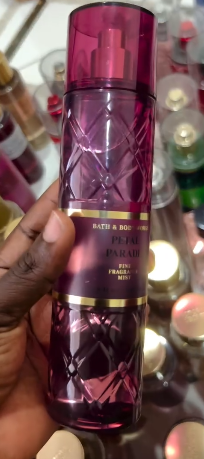 BATH & BODY WORKS
PETAL
PARADE
FINE
FRAGRANCE
MIST